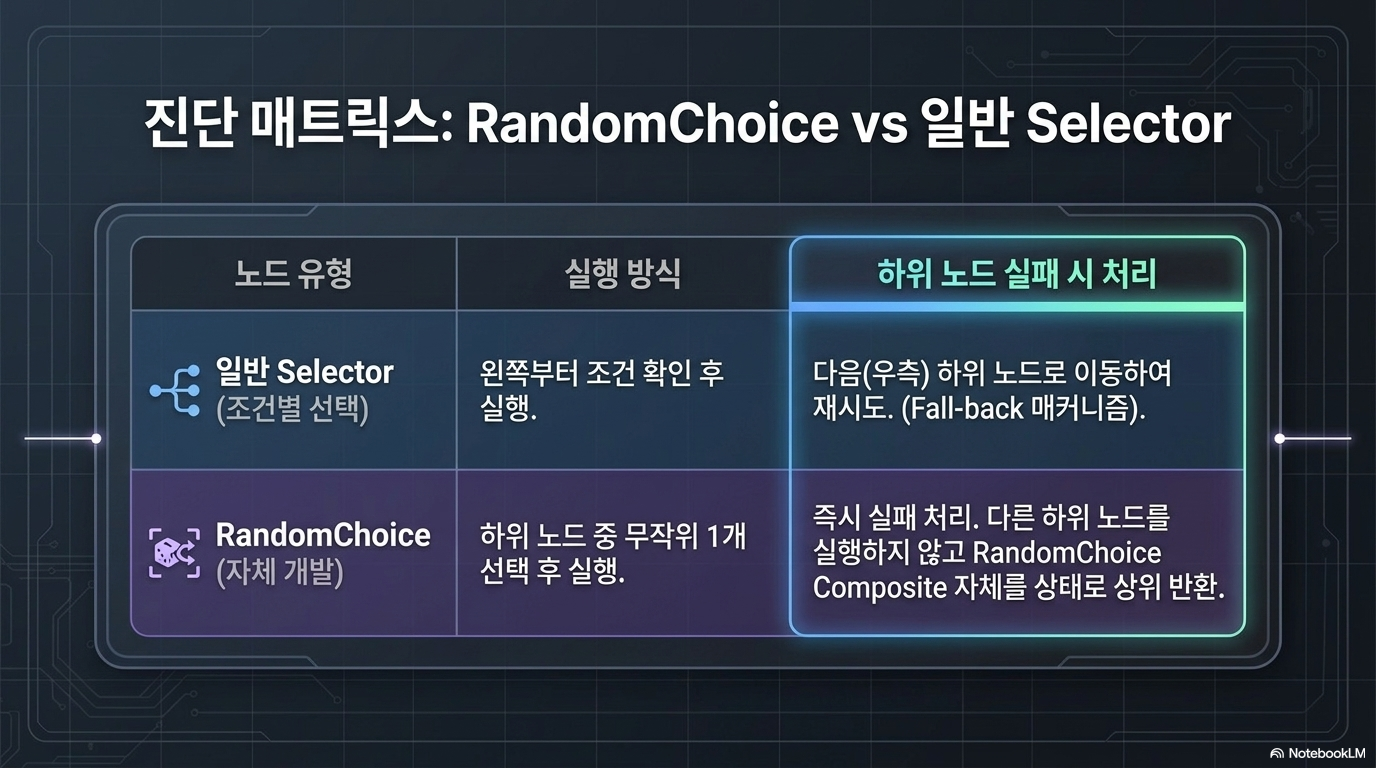 진단 매트릭스: RandomChoice vs 일반 Selector
노드 유형
실행 방식
하위 노드 실패 시 처리
일반 Selector
(조건별 선택)
왼쪽부터 조건 확인 후
실행.
다음(우측) 하위 노드로 이동하여
재시도. (Fall-back 매커니즘).
RandomChoice
(자체 개발)
하위 노드 중 무작위 1개
선택 후 실행.
즉시 실패 처리. 다른 하위 노드를
실행하지 않고 RandomChoice
Composite 자체를 상태로 상위 반환.
NotebookLM